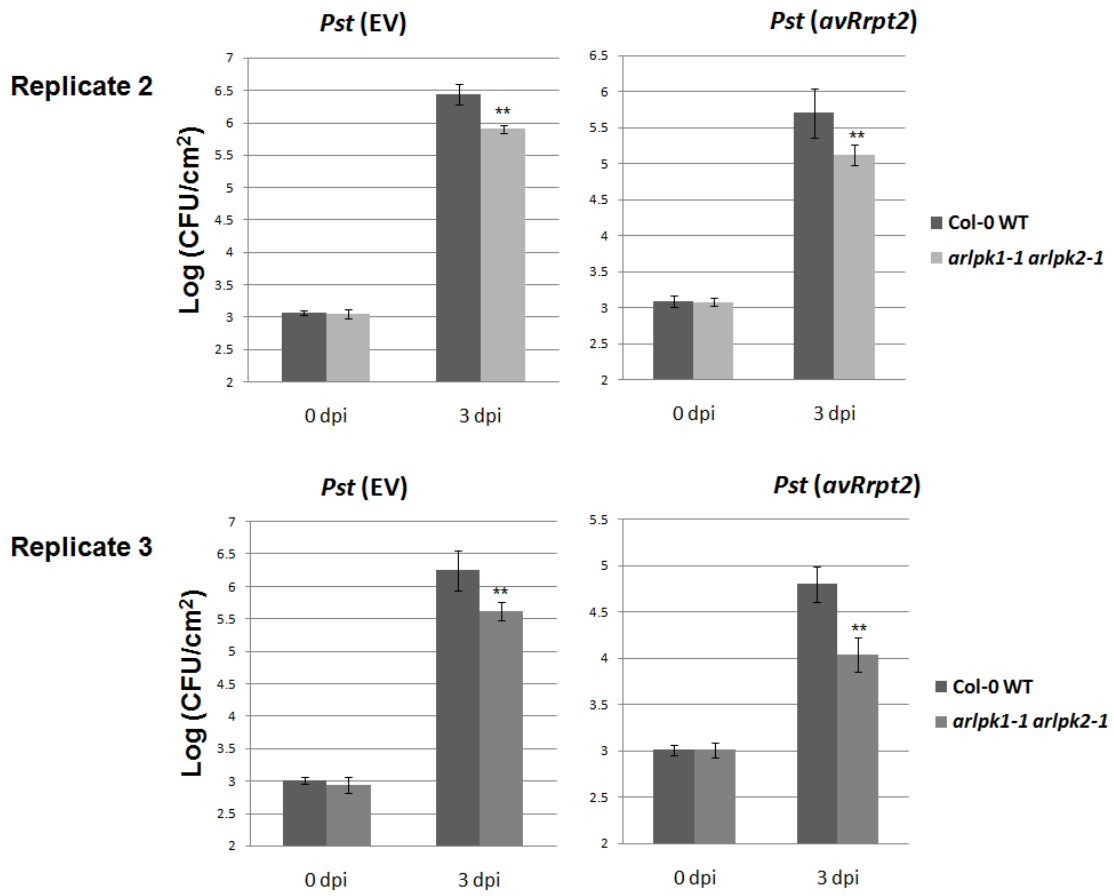 Replicate 2
Pst (EV)
Log (CFU/cm²)
7
6.5
6
5.5
5
4.5
4
3.5
3
2.5
2
**
0 dpi
3 dpi
Pst (avRrpt2)
6.5
6
5.5
5
4.5
4
3.5
3
2.5
2
**
0 dpi
3 dpi
Col-0 WT
arlpk1-1 arlpk2-1
Replicate 3
Pst (EV)
Log (CFU/cm²)
7
6.5
6
5.5
5
4.5
4
3.5
3
2.5
2
**
0 dpi
3 dpi
Pst (avRrpt2)
5.5
5
4.5
4
3.5
3
2.5
2
**
0 dpi
3 dpi
Col-0 WT
arlpk1-1 arlpk2-1